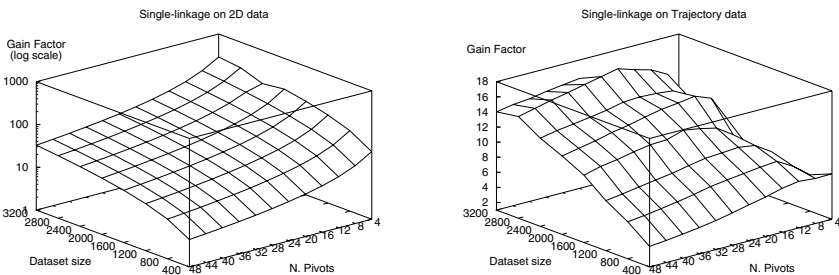 Single-linkage on 2D data
Gain Factor
(log scale)
1000
100
10
1
3200
2800
2400
2000
1600
1200
800
400
Dataset size
48 44 40 36 32 28 24 20 16 12 8 4
N. Pivots
Single-linkage on Trajectory data
Gain Factor
18
16
14
12
10
8
6
4
2
3200
2800
2400
2000
1600
1200
800
400
Dataset size
48 44 40 36 32 28 24 20 16 12 8 4
N. Pivots